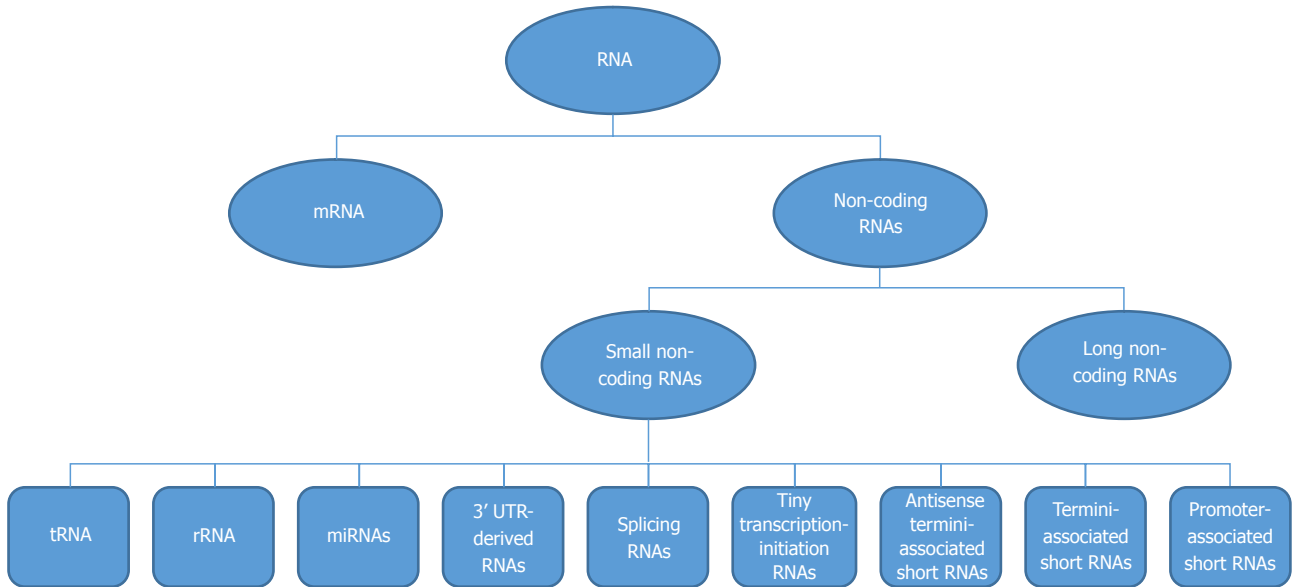 RNA
mRNA
Non-coding
RNAs
Small non-
coding RNAs
Long non-
coding RNAs
tRNA
rRNA
miRNAs
3’ UTR-
derived
RNAs
Splicing
RNAs
Tiny
transcription-
initiation
RNAs
Antisense
termini-
associated
short RNAs
Termini-
associated
short RNAs
Promoter-
associated
short RNAs